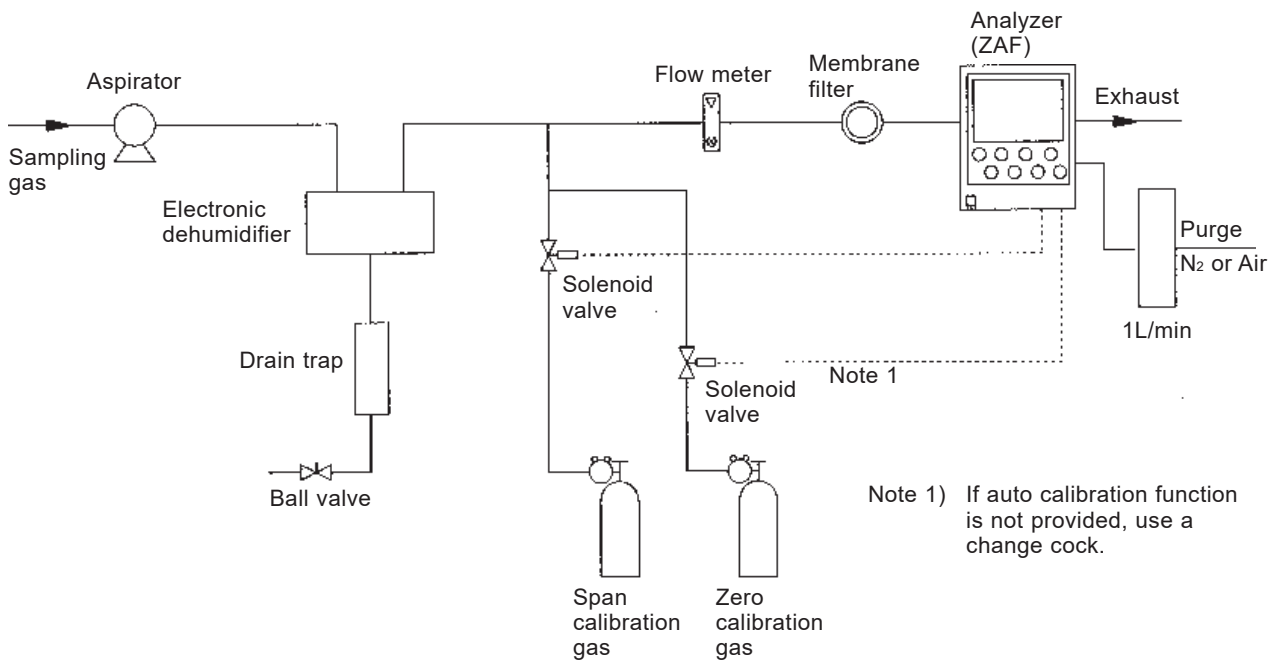 Analyzer
(ZAF)
Aspirator
Flow meter
Membrane
filter
Exhaust
Sampling
gas
Electronic
dehumidifier
Purge
N₂ or Air
1L/min
Solenoid
valve
Drain trap
Note 1
Solenoid
valve
Ball valve
Note 1) If auto calibration function
is not provided, use a
change cock.
Span
calibration
gas
Zero
calibration
gas